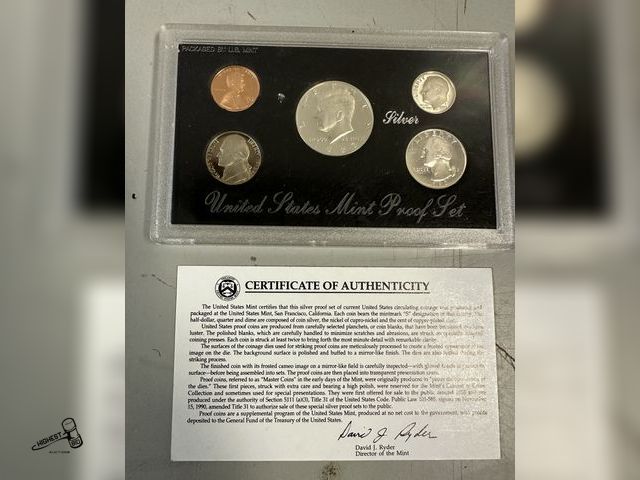 PACKAGED BY U.S. MINT
LIBERTY
Silver
United States Mint Proof Set
CERTIFICATE OF AUTHENTICITY
The United States Mint certifies that this silver proof set of current United States circulating coinage was produced and
packaged at the United States Mint, San Francisco, California. Each coin bears the mintmark "S" designation of this facility. The
half-dollar, quarter and dime are composed of coin silver, the nickel of cupro-nickel and the cent of copper-plated zinc.
United States proof coins are produced from carefully selected planchets, or coin blanks, that have been
luster. The polished blanks, which are carefully handled to minimize scratches and abrasions, are struck on
coining presses. Each coin is struck at least twice to bring forth the most minute detail with remarkable clarity.
The surfaces of the coinage dies used for striking proof coins are meticulously processed to create a frosted
image on the die. The background surface is polished and buffed to a mirror-like finish. The dies are also during the
striking process.
The finished coin with its frosted cameo image on a mirror-like field is carefully inspected—with gloved
surface—before being assembled into sets. The proof coins are then placed into transparent presentation cases.
Proof coins, referred to as "Master Coins" in the early days of the Mint, were originally produced to
the dies." These first pieces, struck with extra care and bearing a high polish, were reserved for the Mint's Cabinet
Collection and sometimes used for special presentations. They were first offered for sale to the public around
produced under the authority of Section 5111 (a)(3), Title 31 of the United States Code. Public Law 101-585, signed on November
15, 1990, amended Title 31 to authorize sale of these special silver proof sets to the public.
Proof coins are a supplemental program of the United States Mint, produced at no net cost to the government, with profits
deposited to the General Fund of the Treasury of the United States.
David J. Ryder
David J. Ryder
Director of the Mint
HIGHEST
BID
AUCTIONS